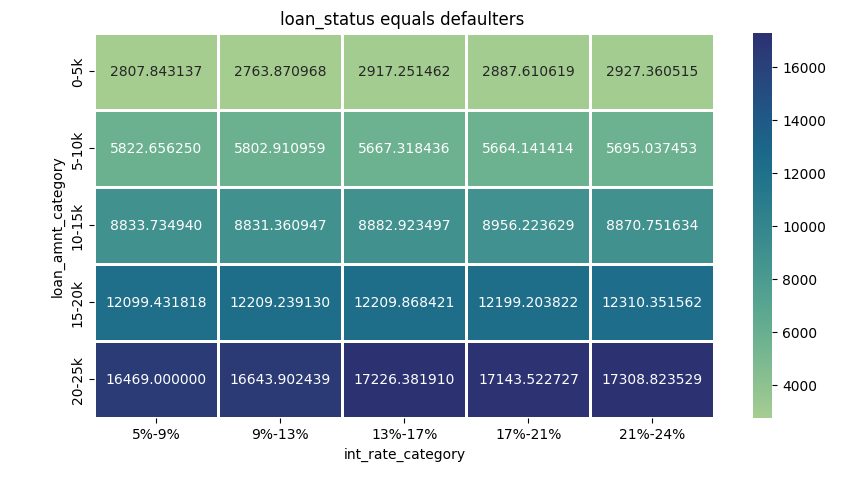 loan_status equals defaulters
loan_amnt_category
0-5k 2807.843137 2763.870968 2917.251462 2887.610619 2927.360515
5-10k 5822.656250 5802.910959 5667.318436 5664.141414 5695.037453
10-15k 8833.734940 8831.360947 8882.923497 8956.223629 8870.751634
15-20k 12099.431818 12209.239130 12209.868421 12199.203822 12310.351562
20-25k 16469.000000 16643.902439 17226.381910 17143.522727 17308.823529
5%-9% 9%-13% 13%-17% 17%-21% 21%-24%
int_rate_category
16000
14000
12000
10000
8000
6000
4000